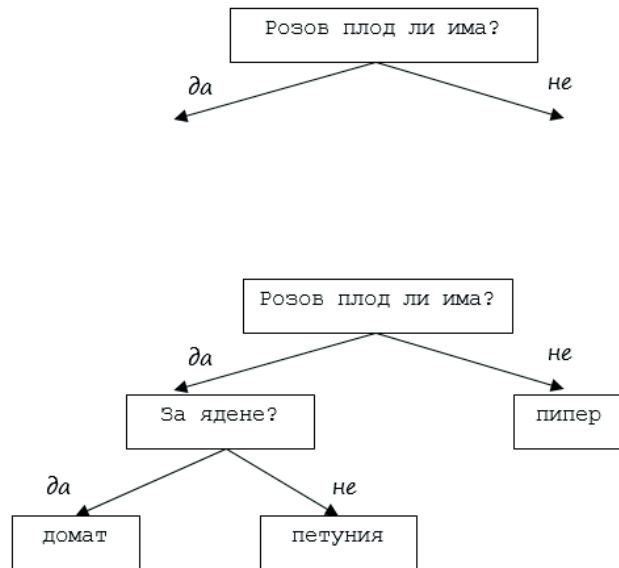 Розов плод ли има?
да
не
Розов плод ли има?
да
не
За ядене?
пипер
да
не
домат
петуния